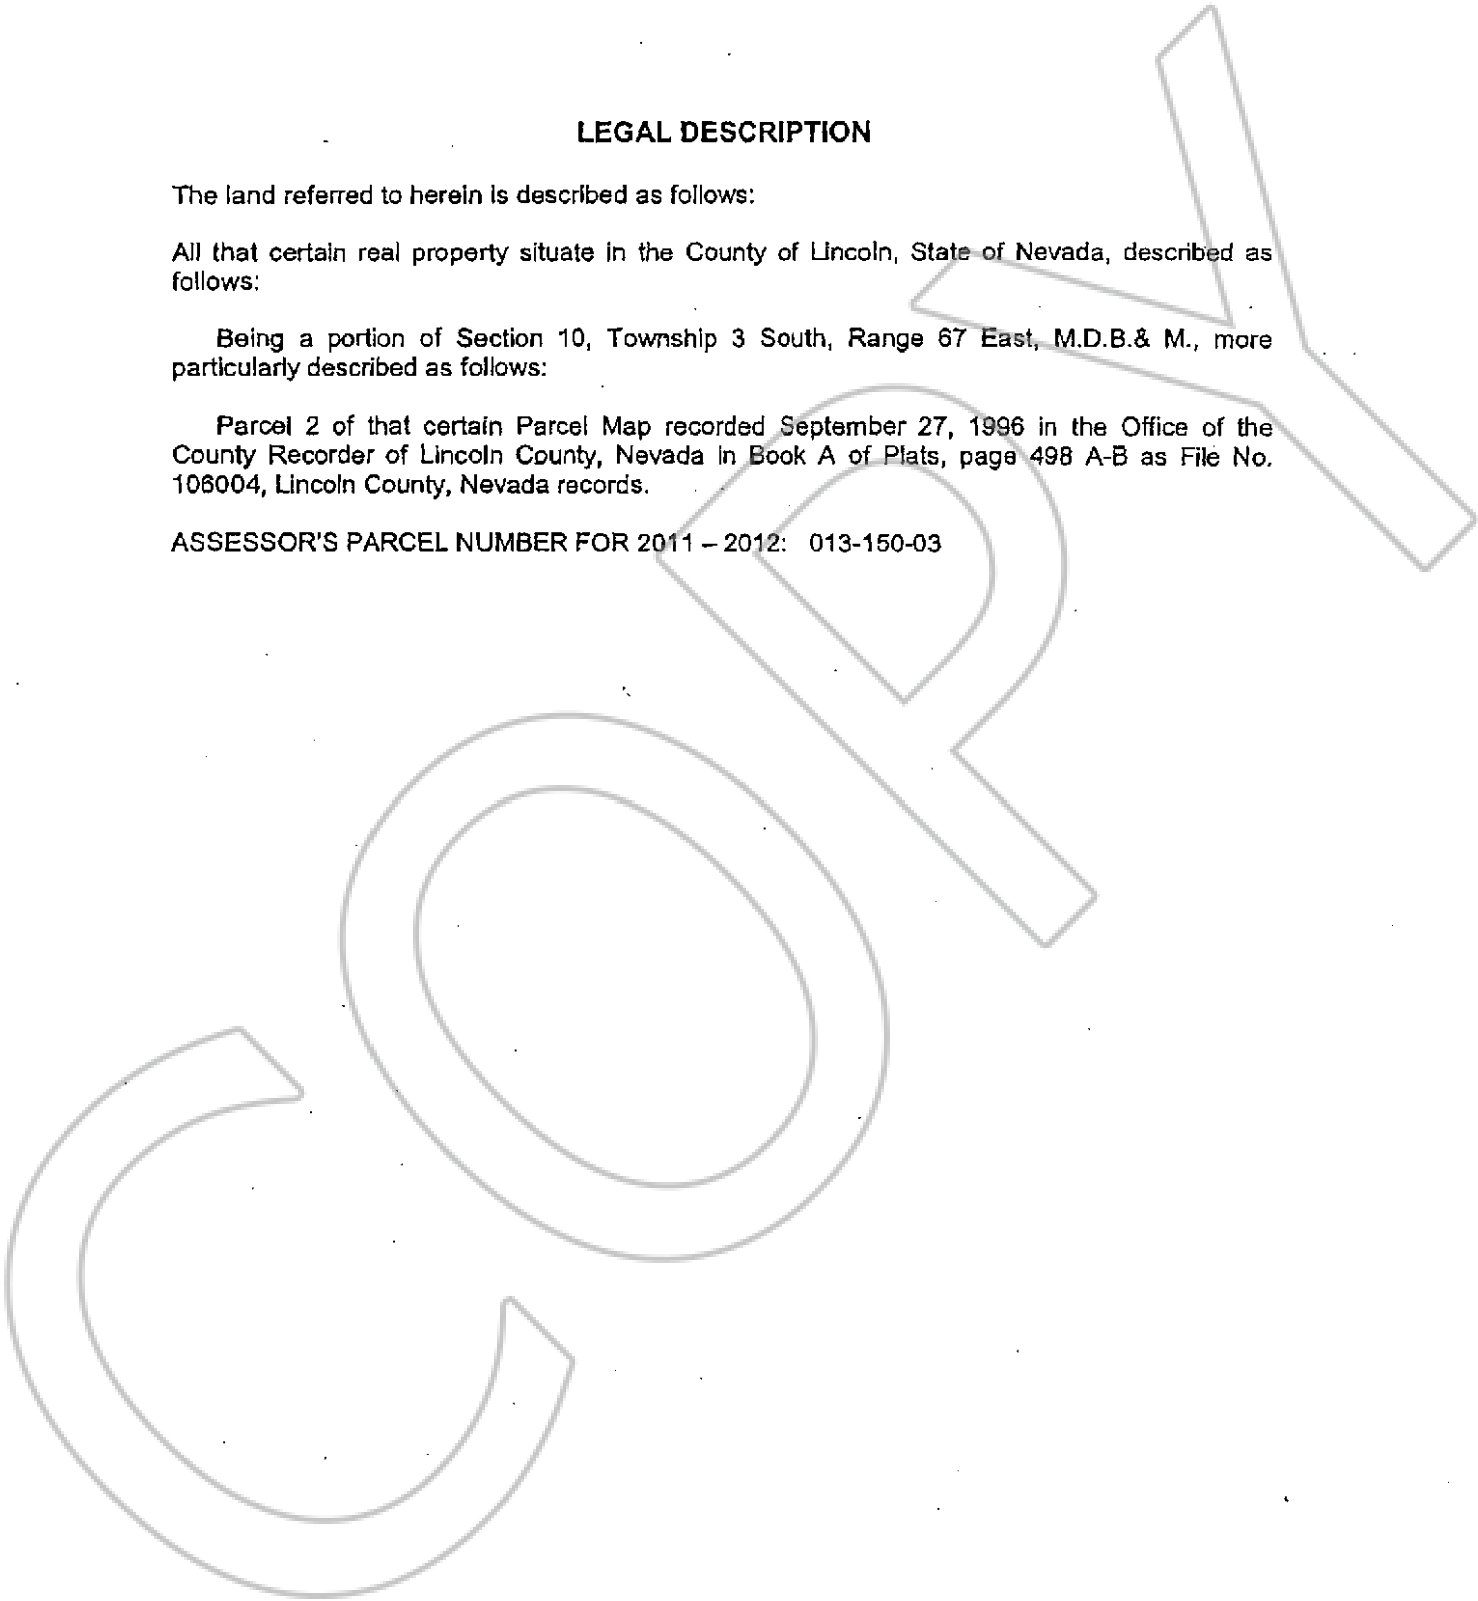 LEGAL DESCRIPTION
The land referred to herein is described as follows:
All that certain real property situate in the County of Lincoln, State of Nevada, described as
follows:
Being a portion of Section 10, Township 3 South, Range 67 East, M.D.B.& M., more
particularly described as follows:
Parcel 2 of that certain Parcel Map recorded September 27, 1996 in the Office of the
County Recorder of Lincoln County, Nevada in Book A of Plats, page 498 A-B as File No.
106004, Lincoln County, Nevada records.
ASSESSOR'S PARCEL NUMBER FOR 2011 – 2012: 013-150-03
COPY